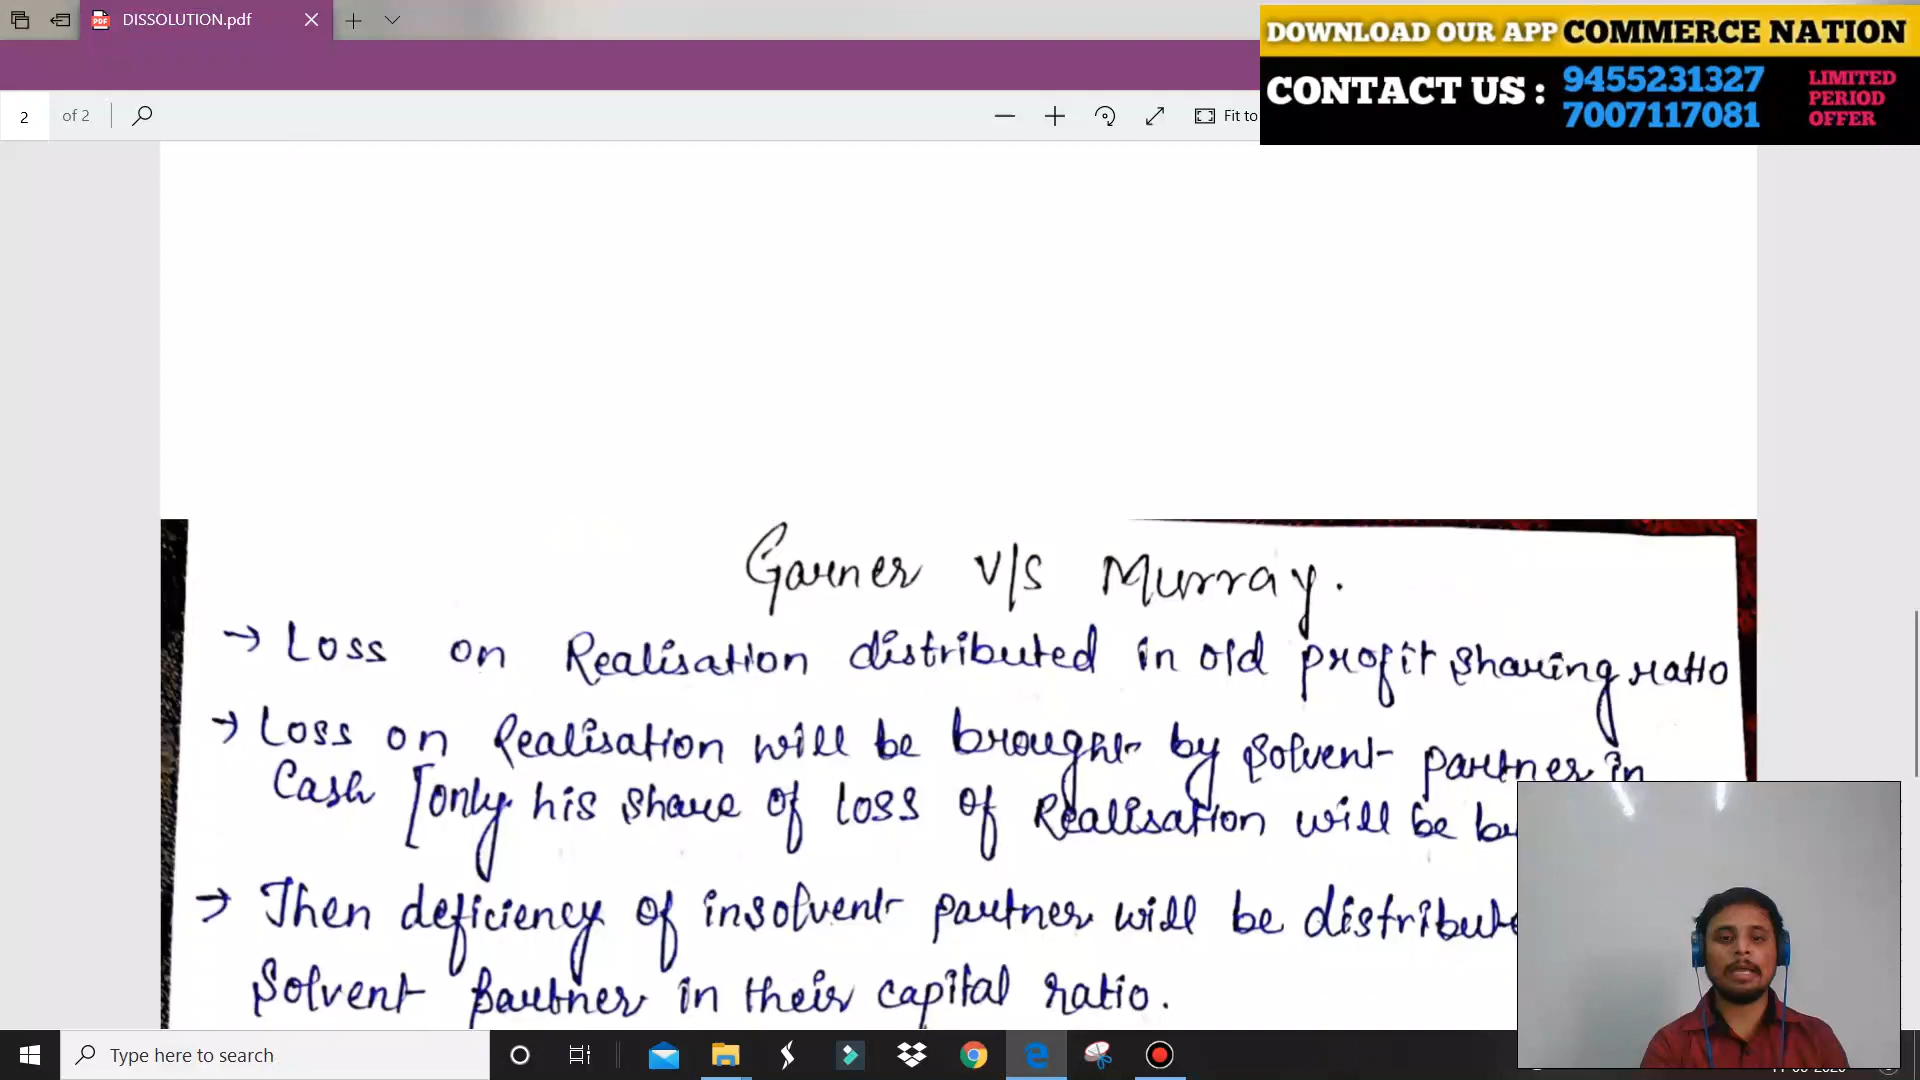 DISSOLUTION.pdf
DOWNLOAD OUR APP COMMERCE NATION
CONTACT US : 9455231327
7007117081
LIMITED
PERIOD
OFFER
2 of 2
Fit to
Garner v/s Murray.
→ Loss on Realisation distributed in old profit sharing ratio
→ Loss on Realisation will be brought by solvent partner in
Cash [only his share of loss of Realisation will be
→ Then deficiency of insolvent partner will be distribute
Solvent Partner in their capital ratio.
Type here to search